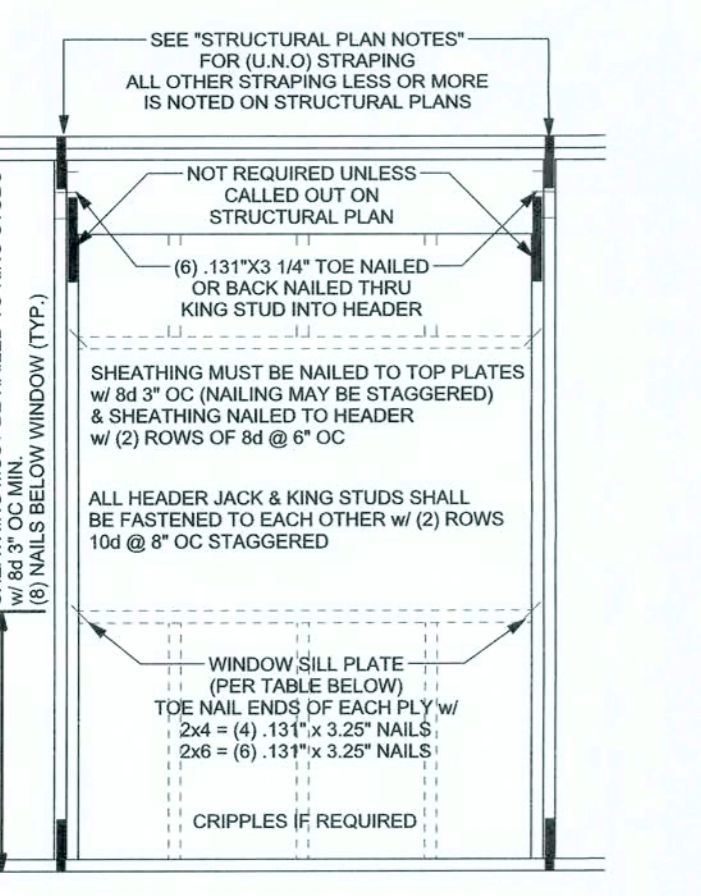 SEE "STRUCTURAL PLAN NOTES"
FOR (U.N.O) STRAPING
ALL OTHER STRAPING LESS OR MORE
IS NOTED ON STRUCTURAL PLANS
NOT REQUIRED UNLESS
CALLED OUT ON
STRUCTURAL PLAN
(6) .131"X3 1/4" TOE NAILED
OR BACK NAILED THRU
KING STUD INTO HEADER
SHEATHING MUST BE NAILED TO TOP PLATES
w/ 8d 3" OC (NAILING MAY BE STAGGERED)
& SHEATHING NAILED TO HEADER
w/ (2) ROWS OF 8d @ 6" OC
ALL HEADER JACK & KING STUDS SHALL
BE FASTENED TO EACH OTHER w/ (2) ROWS
10d @ 8" OC STAGGERED
WINDOW SILL PLATE
(PER TABLE BELOW)
TOE NAIL ENDS OF EACH PLY w/
2x4 = (4) .131" x 3.25" NAILS
2x6 = (6) .131" x 3.25" NAILS
CRIPPLES IF REQUIRED
w/ 8d 3" OC MIN.
(8) NAILS BELOW WINDOW (TYP.)